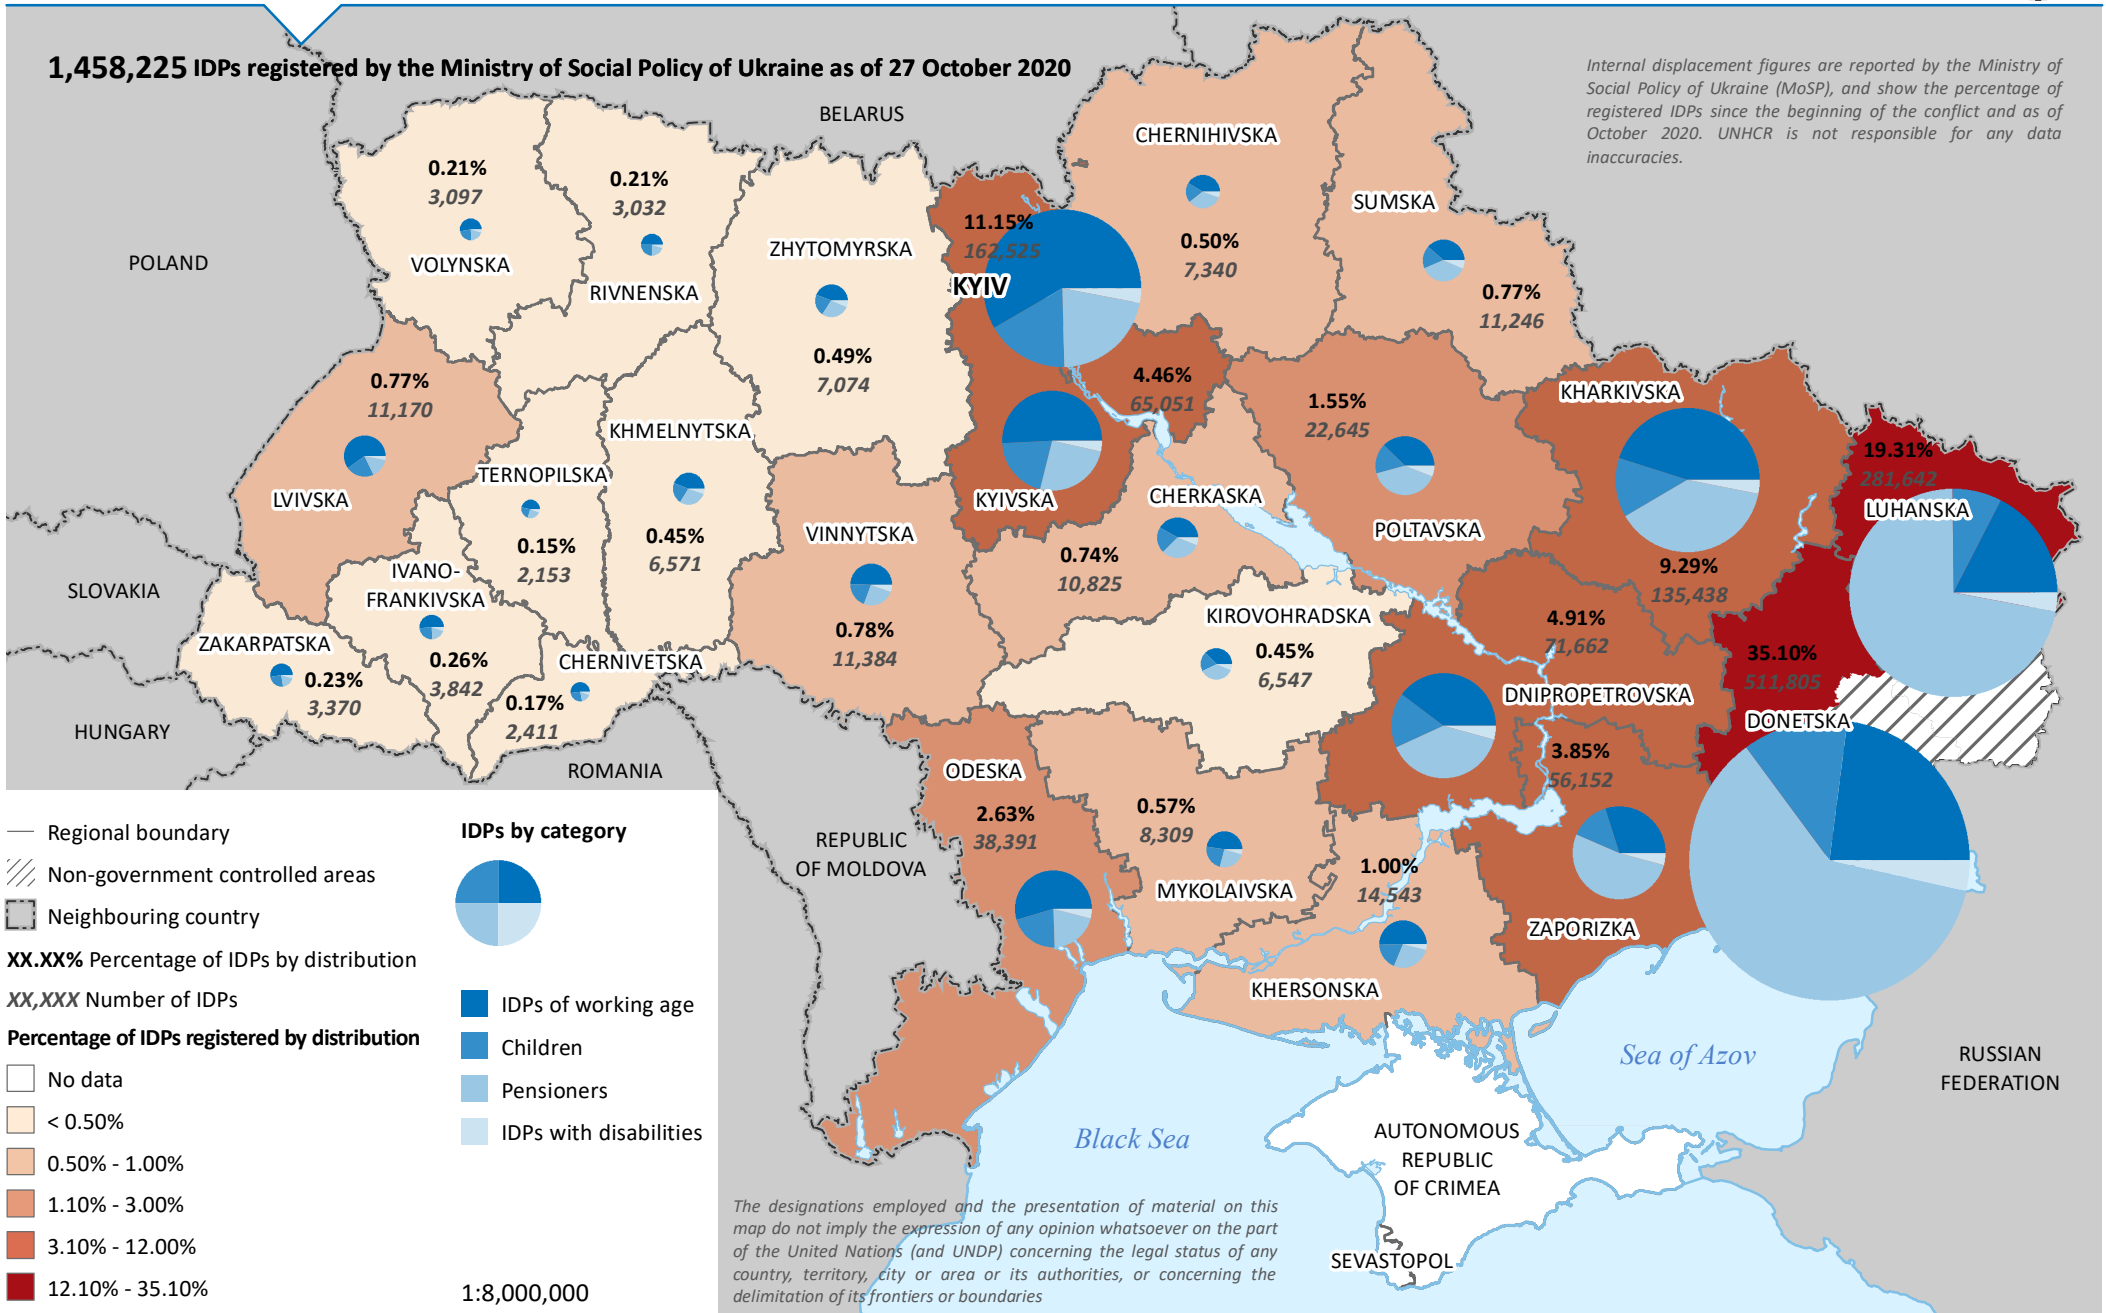 1,458,225 IDPs registered by the Ministry of Social Policy of Ukraine as of 27 October 2020
Internal displacement figures are reported by the Ministry of
Social Policy of Ukraine (MoSP), and show the percentage of
registered IDPs since the beginning of the conflict and as of
October 2020. UNHCR is not responsible for any data
inaccuracies.
BELARUS
POLAND
SLOVAKIA
HUNGARY
ROMANIA
REPUBLIC
OF MOLDOVA
RUSSIAN
FEDERATION
0.21%
3,097
VOLYNSKA
0.21%
3,032
RIVNENSKA
ZHYTOMYRSKA
0.49%
7,074
11.15%
162,525
KYIV
4.46%
65,051
KYIVSKA
CHERNIHIVSKA
0.50%
7,340
SUMSKA
0.77%
11,246
0.77%
11,170
LVIVSKA
TERNOPILSKA
0.15%
2,153
KHMELNYTSKA
0.45%
6,571
IVANO-
FRANKIVSKA
0.26%
3,842
ZAKARPATSKA
0.23%
3,370
CHERNIVETSKA
0.17%
2,411
VINNYTSKA
0.78%
11,384
CHERKASKA
0.74%
10,825
1.55%
22,645
POLTAVSKA
KHARKIVSKA
9.29%
135,438
19.31%
281,642
LUHANSKA
KIROVOHRADSKA
0.45%
6,547
4.91%
71,662
DNIPROPETROVSKA
35.10%
511,805
DONETSKA
3.85%
56,152
ZAPORIZKA
ODESKA
2.63%
38,391
0.57%
8,309
MYKOLAIVSKA
1.00%
14,543
KHERSONSKA
Sea of Azov
Black Sea
AUTONOMOUS
REPUBLIC
OF CRIMEA
SEVASTOPOL
Regional boundary
Non-government controlled areas
Neighbouring country
XX.XX% Percentage of IDPs by distribution
XX,XXX Number of IDPs
Percentage of IDPs registered by distribution
No data
< 0.50%
0.50% - 1.00%
1.10% - 3.00%
3.10% - 12.00%
12.10% - 35.10%
IDPs by category
IDPs of working age
Children
Pensioners
IDPs with disabilities
1:8,000,000
The designations employed and the presentation of material on this
map do not imply the expression of any opinion whatsoever on the part
of the United Nations (and UNDP) concerning the legal status of any
country, territory, city or area or its authorities, or concerning the
delimitation of its frontiers or boundaries